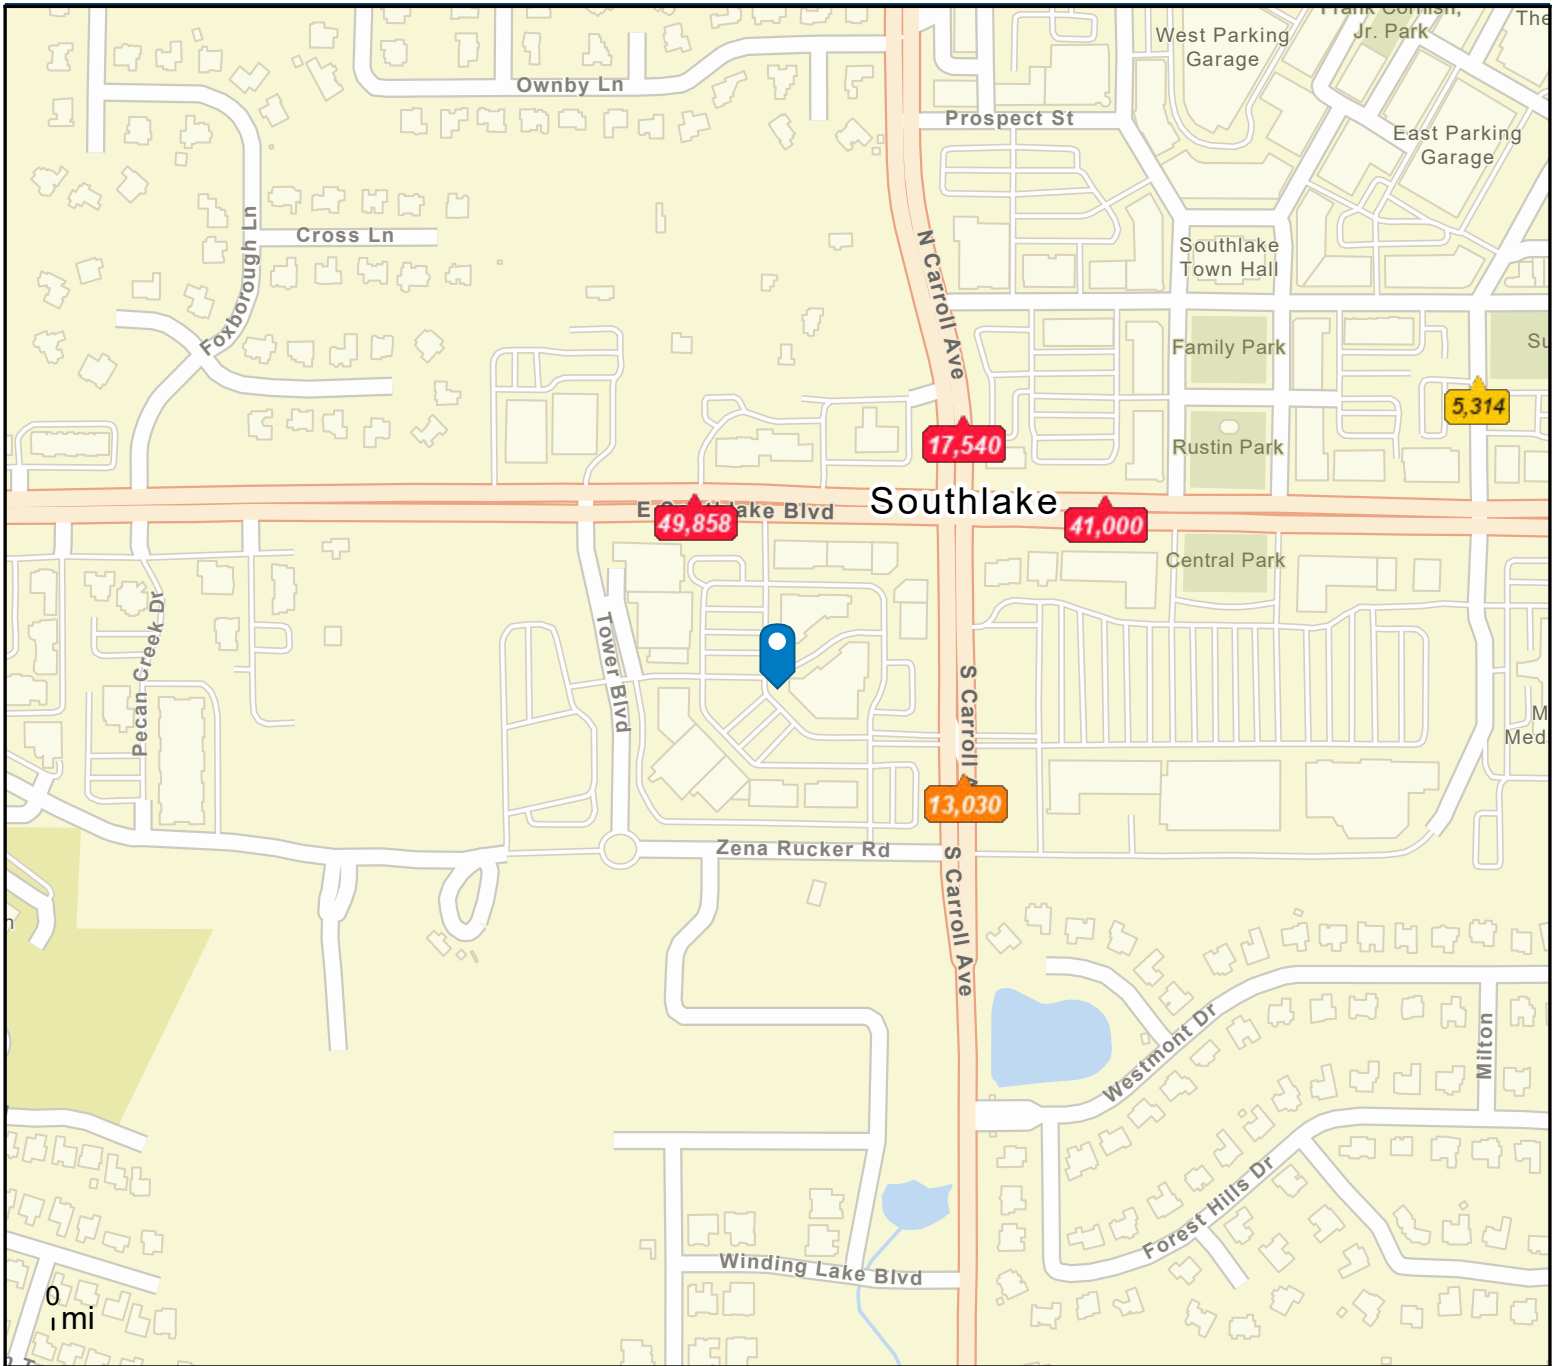 Frank Cornish,
Jr. Park
The
West Parking
Garage
Ownby Ln
Prospect St
East Parking
Garage
Foxborough Ln
Cross Ln
N Carroll Ave
Southlake
Town Hall
Family Park
Su
5,314
17,540
Rustin Park
Southlake
E Southlake Blvd
49,858
41,000
Central Park
Pecan Creek Dr
Tower Blvd
S Carroll A
M
Med
13,030
Zena Rucker Rd
S Carroll Ave
n
Westmont Dr
Milton
Forest Hills Dr
Winding Lake Blvd
0
mi